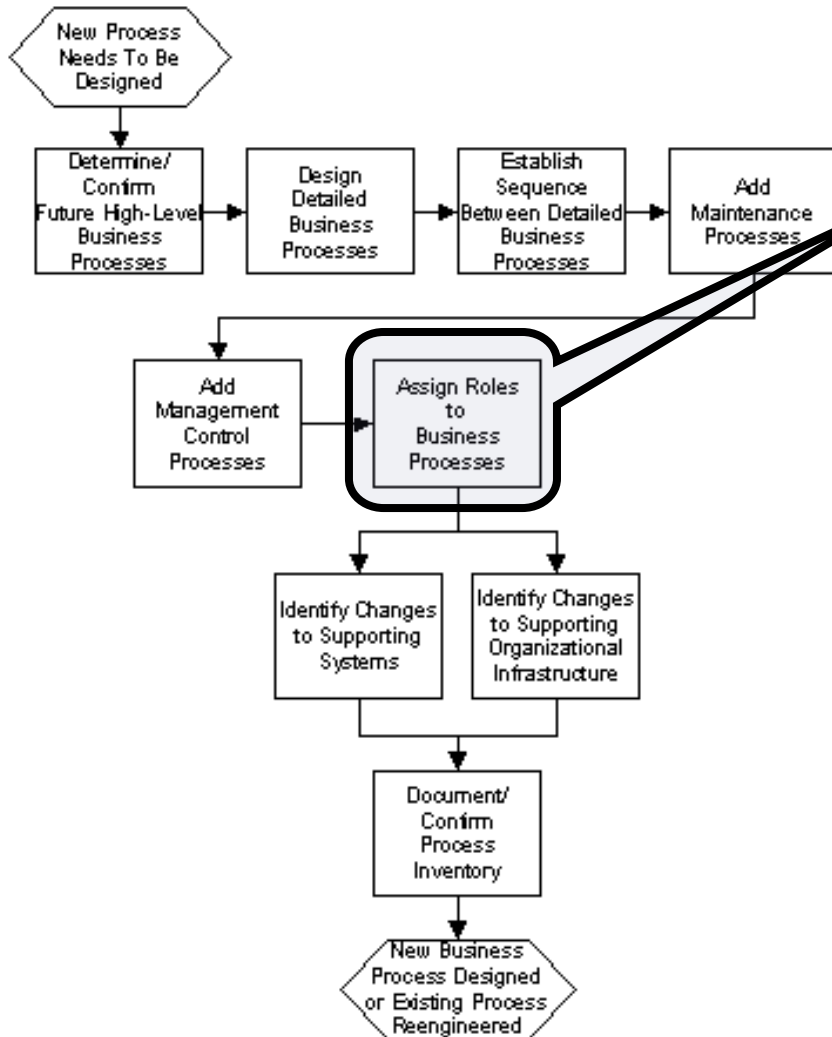 New Process
Needs To Be
Designed
Determine/
Confirm
Future High-Level
Business
Processes
Design
Detailed
Business
Processes
Establish
Sequence
Between Detailed
Business
Processes
Add
Maintenance
Processes
Add
Management
Control
Processes
Assign Roles
to
Business
Processes
Identify Changes
to Supporting
Systems
Identify Changes
to Supporting
Organizational
Infrastructure
Document/
Confirm
Process
Inventory
New Business
Process Designed
or Existing Process
Reengineered